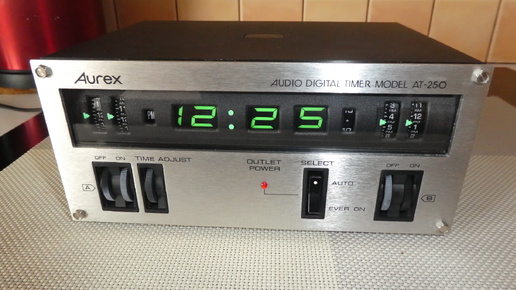 Aurex
AUDIO DIGITAL TIMER MODEL AT-250
12:25
OFF ON TIME ADJUST
OUTLET POWER
SELECT
OFF ON
A
AUTO
EVER ON
B